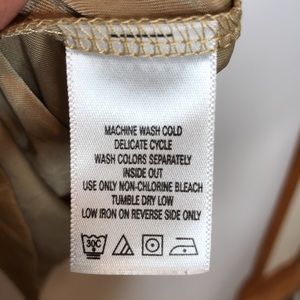 MACHINE WASH COLD
DELICATE CYCLE
WASH COLORS SEPARATELY
INSIDE OUT
USE ONLY NON-CHLORINE BLEACH
TUMBLE DRY LOW
LOW IRON ON REVERSE SIDE ONLY
30C